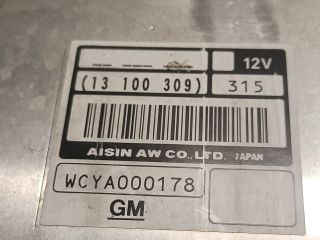 12V
(13 100 309) 315
AISIN AW CO., LTD. JAPAN
WCYA000178
GM